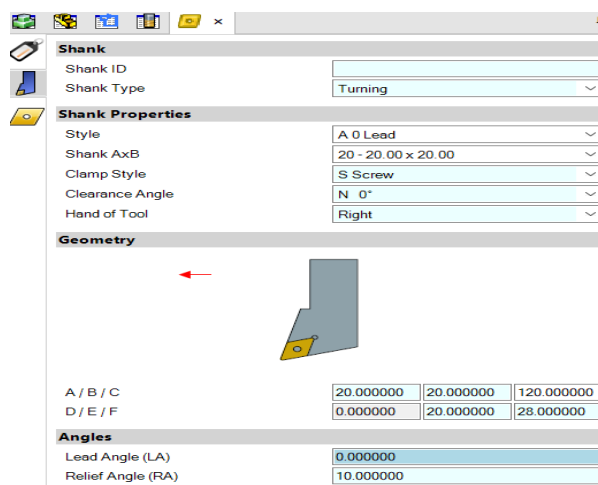 Shank
Shank ID
Shank Type Turning
Shank Properties
Style A 0 Lead
Shank AxB 20 - 20.00 x 20.00
Clamp Style S Screw
Clearance Angle N 0°
Hand of Tool Right
Geometry
A / B / C 20.000000 20.000000 120.000000
D / E / F 0.000000 20.000000 28.000000
Angles
Lead Angle (LA) 0.000000
Relief Angle (RA) 10.000000